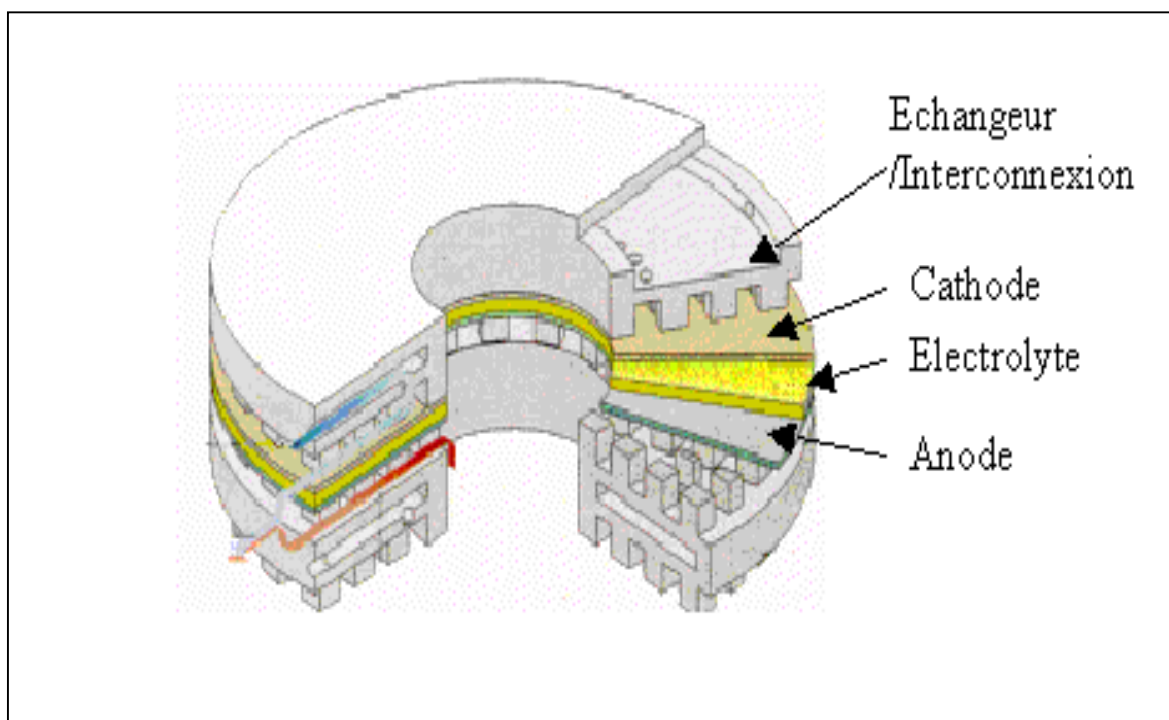 Echangeur
/Interconnexion
Cathode
Electrolyte
Anode